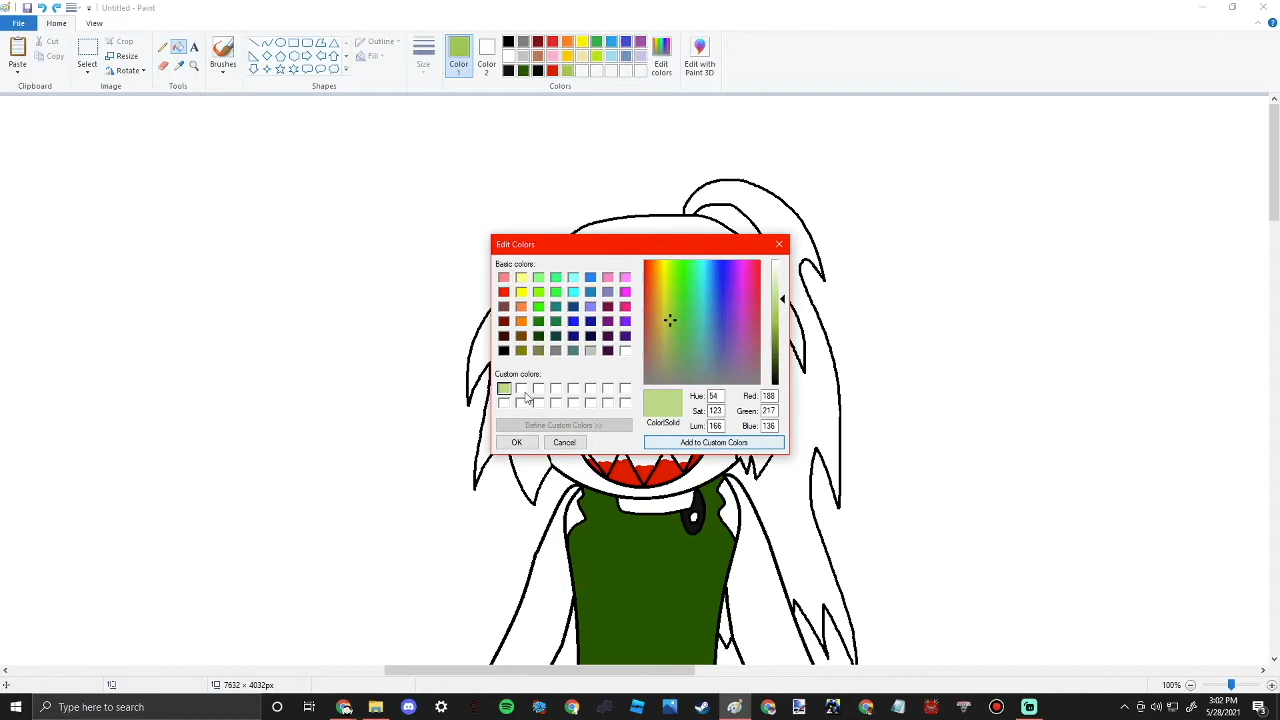 Untitled - Paint
File Home View
Paste
Cut
Copy
Clipboard
Select
Crop
Resize
Rotate
Image
A
Tools
Brushes
Shapes
Outline
Fill
Size
Color 1
Color 2
Colors
Edit colors
Edit with Paint 3D
Edit Colors
Basic colors:
Custom colors:
Define Custom Colors >>
OK Cancel
Color|Solid
Hue: 54 Red: 188
Sat: 123 Green: 217
Lum: 166 Blue: 136
Add to Custom Colors
7632 × 4032px
100%
Type here to search
3:02 PM
5/28/2021